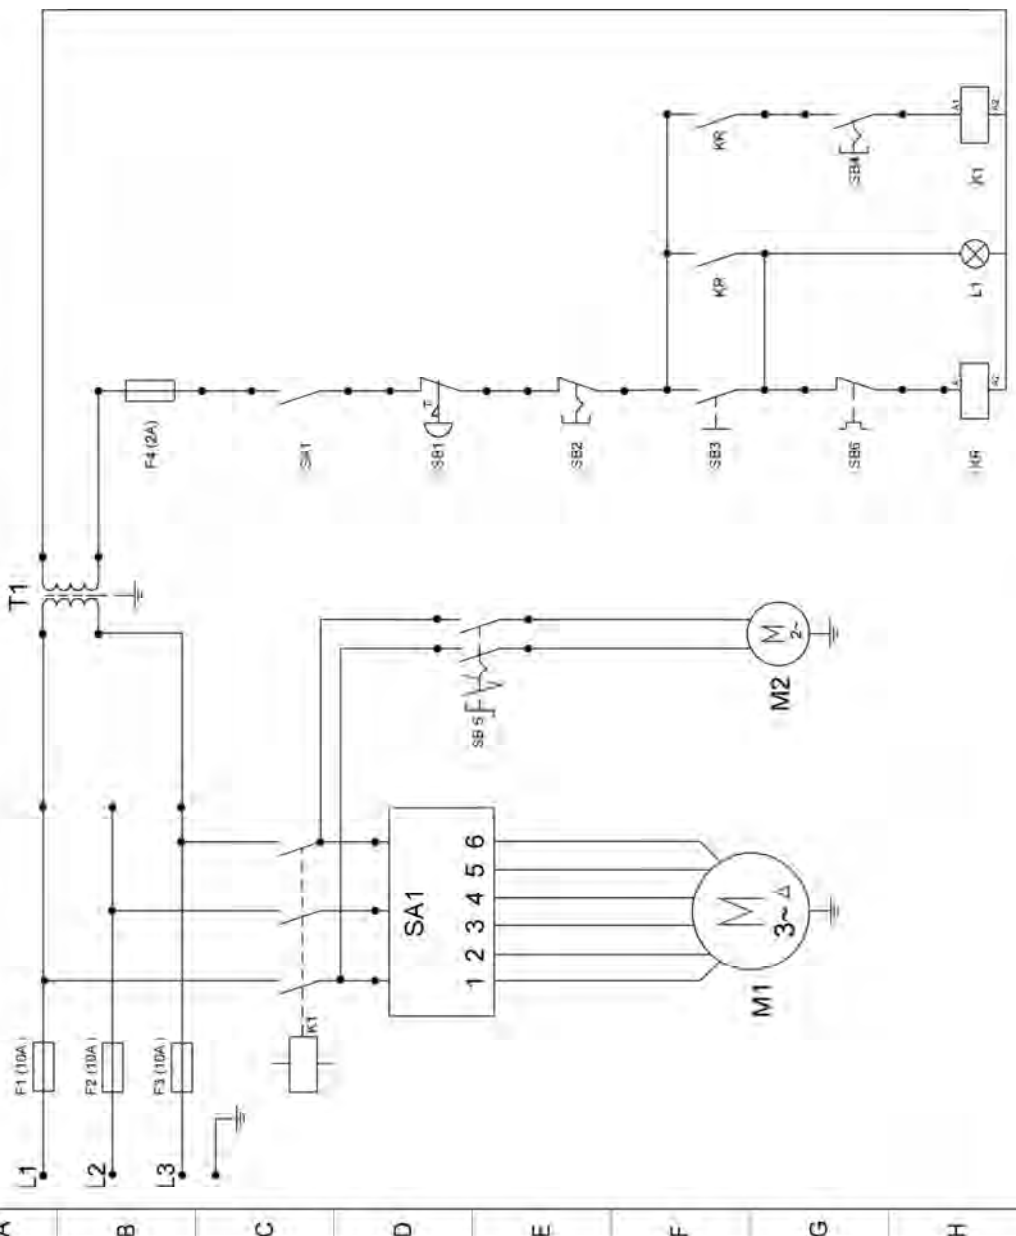 T1
F4 (2A)
SA1
SB1
SB2
SB3
SB6
KR
KR
KR
SB4
K1
A1
A2
L1
A2
SB 5
M
2~
M2
SA1
1 2 3 4 5 6
M
3~ Δ
M1
K1
F1 (10A)
F2 (10A)
F3 (10A)
L1
L2
L3
A
B
C
D
E
F
G
H